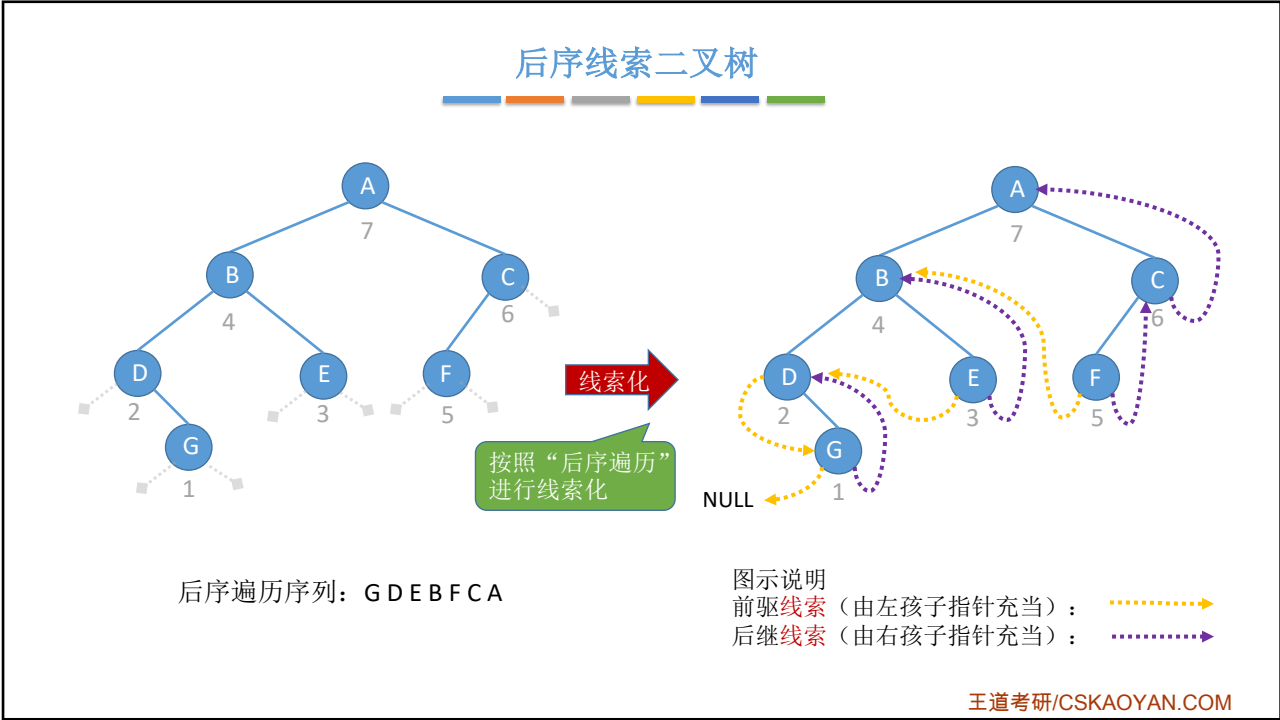 后序线索二叉树
A
7
B
C
4
6
D
E
F
2
3
5
G
1
线索化
按照“后序遍历”
进行线索化
A
7
B
C
4
6
D
E
F
2
3
5
G
1
NULL
后序遍历序列：G D E B F C A
图示说明
前驱线索（由左孩子指针充当）：
后继线索（由右孩子指针充当）：
王道考研/CSKAOYAN.COM